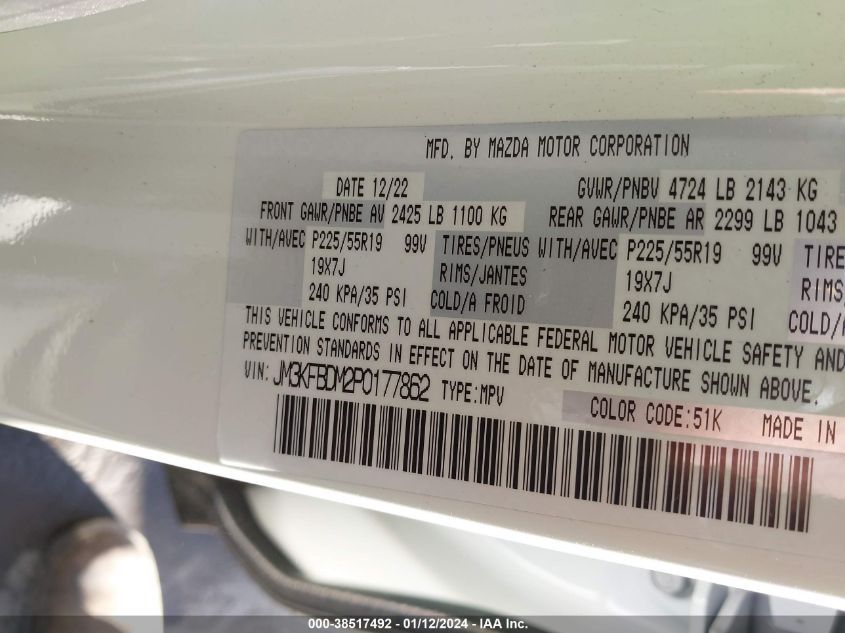 MFD. BY MAZDA MOTOR CORPORATION
DATE 12/22 GVWR/PNBV 4724 LB 2143 KG
FRONT GAWR/PNBE AV 2425 LB 1100 KG REAR GAWR/PNBE AR 2299 LB 1043
WITH/AVEC P225/55R19 99V TIRES/PNEUS WITH/AVEC P225/55R19 99V TIRE
19X7J RIMS/JANTES 19X7J RIMS
240 KPA/35 PSI COLD/A FROID 240 KPA/35 PSI COLD/
THIS VEHICLE CONFORMS TO ALL APPLICABLE FEDERAL MOTOR VEHICLE SAFETY AND
PREVENTION STANDARDS IN EFFECT ON THE DATE OF MANUFACTURE SHOWN ABOVE.
VIN: JM3KFBDM2P0177862 TYPE:MPV
COLOR CODE:51K MADE IN
000-38517492 - 01/12/2024 - IAA Inc.